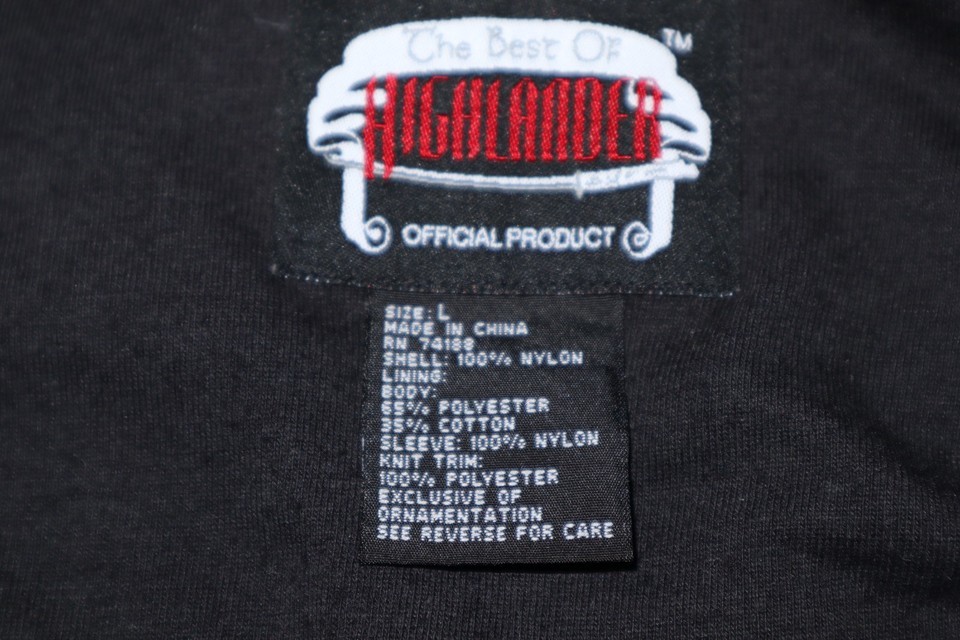 The Best Of
TM
HIGHLANDER
OFFICIAL PRODUCT
SIZE: L
MADE IN CHINA
RN 74188
SHELL: 100% NYLON
LINING:
BODY:
65% POLYESTER
35% COTTON
SLEEVE: 100% NYLON
KNIT TRIM:
100% POLYESTER
EXCLUSIVE OF
ORNAMENTATION
SEE REVERSE FOR CARE